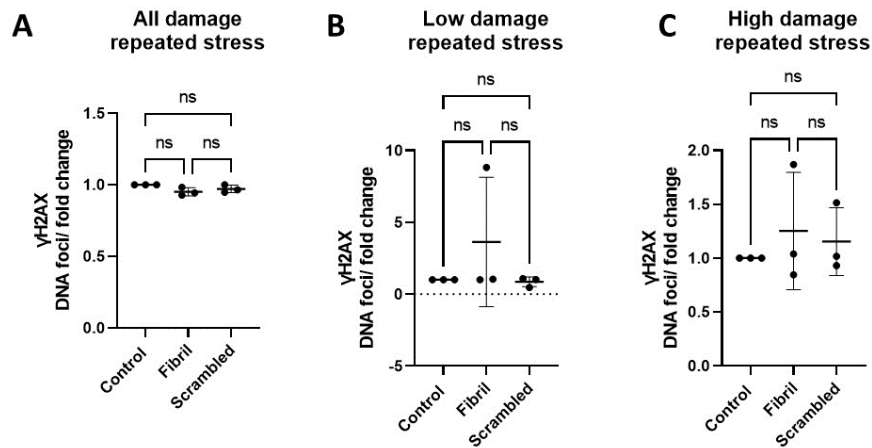 A
All damage
repeated stress
ns
ns
ns
1.5
1.0
0.5
0.0
γH2AX
DNA foci/ fold change
Control
Fibril
Scrambled
B
Low damage
repeated stress
ns
ns
ns
10
5
0
-5
γH2AX
DNA foci/ fold change
Control
Fibril
Scrambled
C
High damage
repeated stress
ns
ns
ns
2.0
1.5
1.0
0.5
0.0
γH2AX
DNA foci/ fold change
Control
Fibril
Scrambled